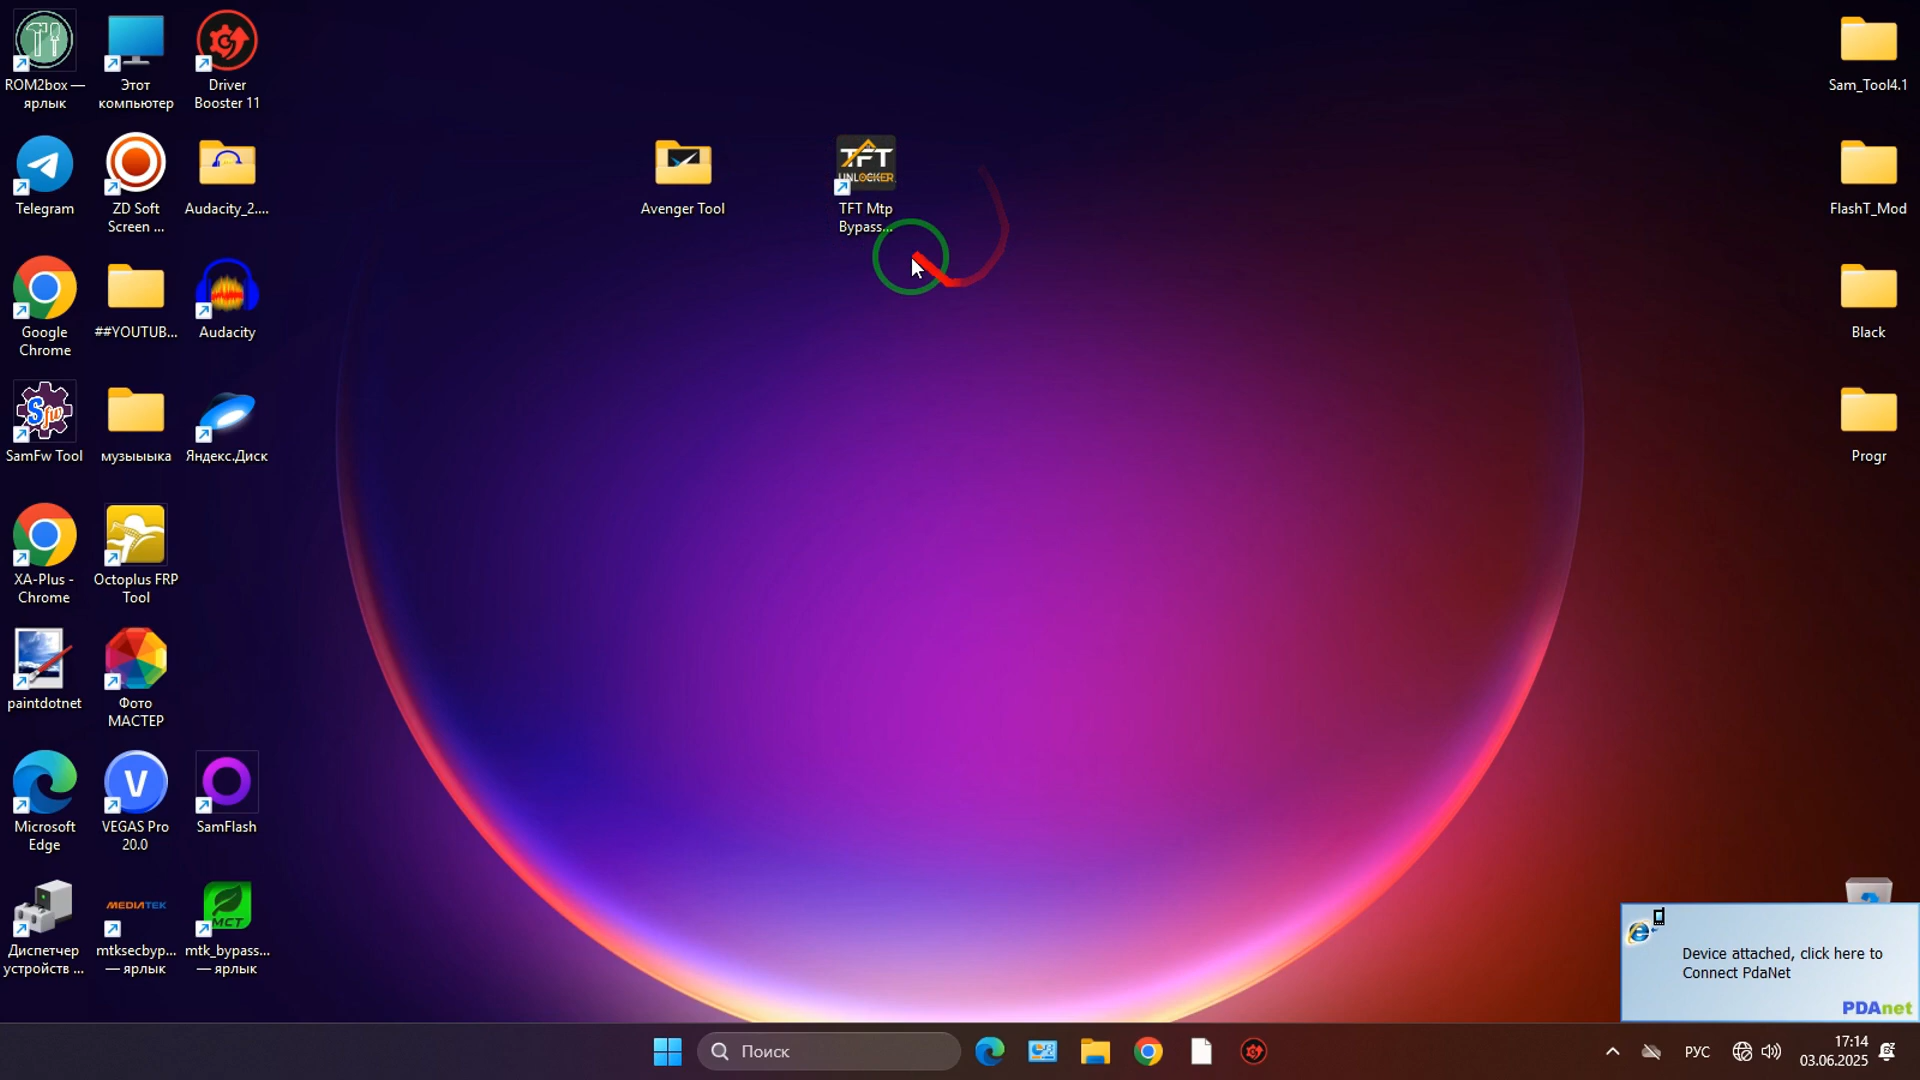 ROM2box —
ярлык
Этот
компьютер
Driver
Booster 11
Sam_Tool4.1
TFT
UNLOCKER
Telegram
ZD Soft
Screen ...
Audacity_2....
Avenger Tool
TFT Mtp
Bypass...
FlashT_Mod
Google
Chrome
##YOUTUB...
Audacity
Black
Sfw
SamFw Tool
музыыыка
Яндекс.Диск
Progr
XA-Plus -
Chrome
Octoplus FRP
Tool
paintdotnet
Фото
МАСТЕР
V
Microsoft
Edge
VEGAS Pro
20.0
SamFlash
MEDIATEK
MCT
Диспетчер
устройств ...
mtksecbyp...
— ярлык
mtk_bypass...
— ярлык
Device attached, click here to
Connect PdaNet
PDAnet
Поиск
РУС
17:14
03.06.2025